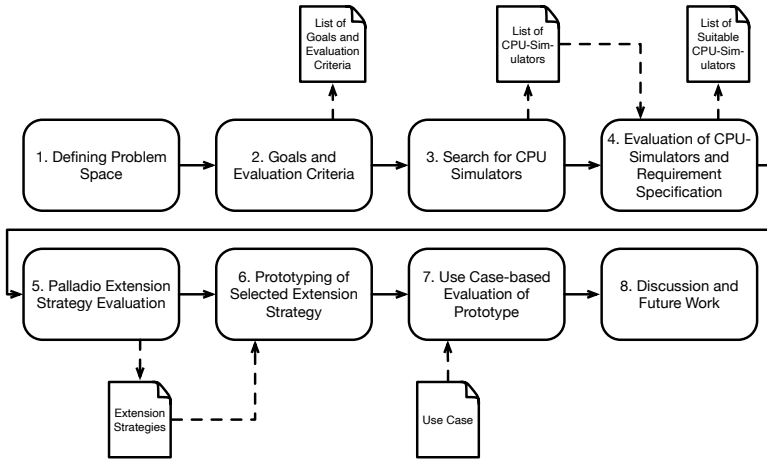 List of
Goals and
Evaluation
Criteria
List of
CPU-Sim-
ulators
List of
Suitable
CPU-Sim-
ulators
1. Defining Problem
Space
2. Goals and
Evaluation Criteria
3. Search for CPU
Simulators
4. Evaluation of CPU-
Simulators and
Requirement
Specification
5. Palladio Extension
Strategy Evaluation
6. Prototyping of
Selected Extension
Strategy
7. Use Case-based
Evaluation of
Prototype
8. Discussion and
Future Work
Extension
Strategies
Use Case